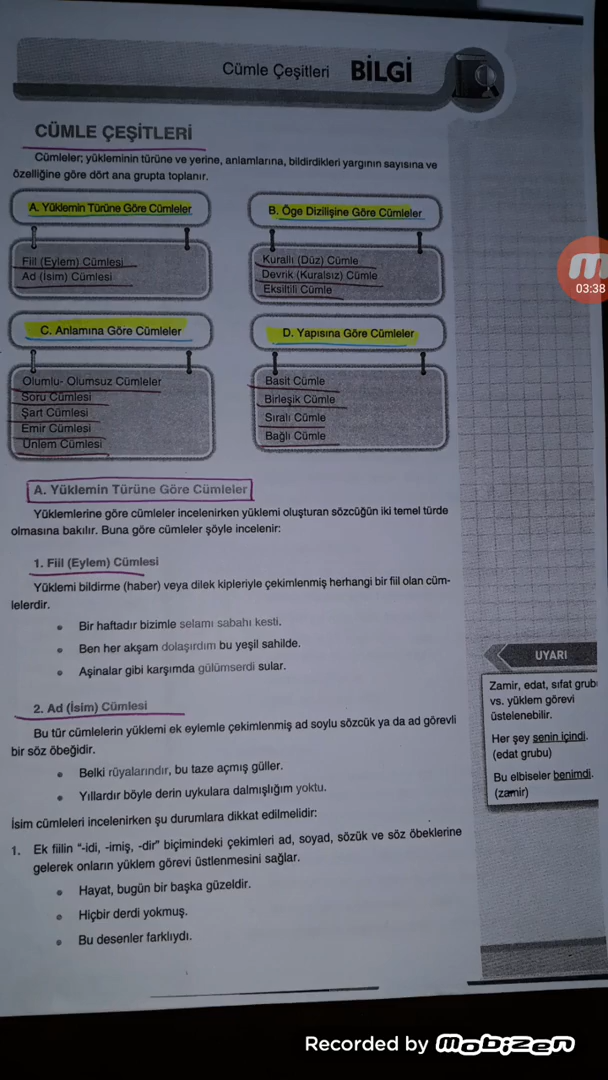 Cümle Çeşitleri BİLGİ
CÜMLE ÇEŞİTLERİ
Cümleler; yükleminin türüne ve yerine, anlamlarına, bildirdikleri yargının sayısına ve
özelliğine göre dört ana grupta toplanır.
A. Yüklemin Türüne Göre Cümleler
Fiil (Eylem) Cümlesi
Ad (İsim) Cümlesi
B. Öge Dizilişine Göre Cümleler
Kurallı (Düz) Cümle
Devrik (Kuralsız) Cümle
Eksiltili Cümle
C. Anlamına Göre Cümleler
Olumlu- Olumsuz Cümleler
Soru Cümlesi
Şart Cümlesi
Emir Cümlesi
Ünlem Cümlesi
D. Yapısına Göre Cümleler
Basit Cümle
Birleşik Cümle
Sıralı Cümle
Bağlı Cümle
A. Yüklemin Türüne Göre Cümleler
Yüklemlerine göre cümleler incelenirken yüklemi oluşturan sözcüğün iki temel türde
olmasına bakılır. Buna göre cümleler şöyle incelenir:
1. Fiil (Eylem) Cümlesi
Yüklemi bildirme (haber) veya dilek kipleriyle çekimlenmiş herhangi bir fiil olan cüm-
lelerdir.
• Bir haftadır bizimle selamı sabahı kesti.
• Ben her akşam dolaşırdım bu yeşil sahilde.
• Aşinalar gibi karşımda gülümserdi sular.
2. Ad (İsim) Cümlesi
Bu tür cümlelerin yüklemi ek eylemle çekimlenmiş ad soylu sözcük ya da ad görevli
bir söz öbeğidir.
• Belki rüyalarındır, bu taze açmış güller.
• Yıllardır böyle derin uykulara dalmışlığım yoktu.
İsim cümleleri incelenirken şu durumlara dikkat edilmelidir:
1. Ek fiilin “-idi, -imiş, -dir” biçimindeki çekimleri ad, soyad, sözük ve söz öbeklerine
gelerek onların yüklem görevi üstlenmesini sağlar.
• Hayat, bugün bir başka güzeldir.
• Hiçbir derdi yokmuş.
• Bu desenler farklıydı.
UYARI
Zamir, edat, sıfat grub
vs. yüklem görevi
üstelenebilir.
Her şey senin içindi.
(edat grubu)
Bu elbiseler benimdi.
(zamir)
m
03:38
Recorded by mobizen